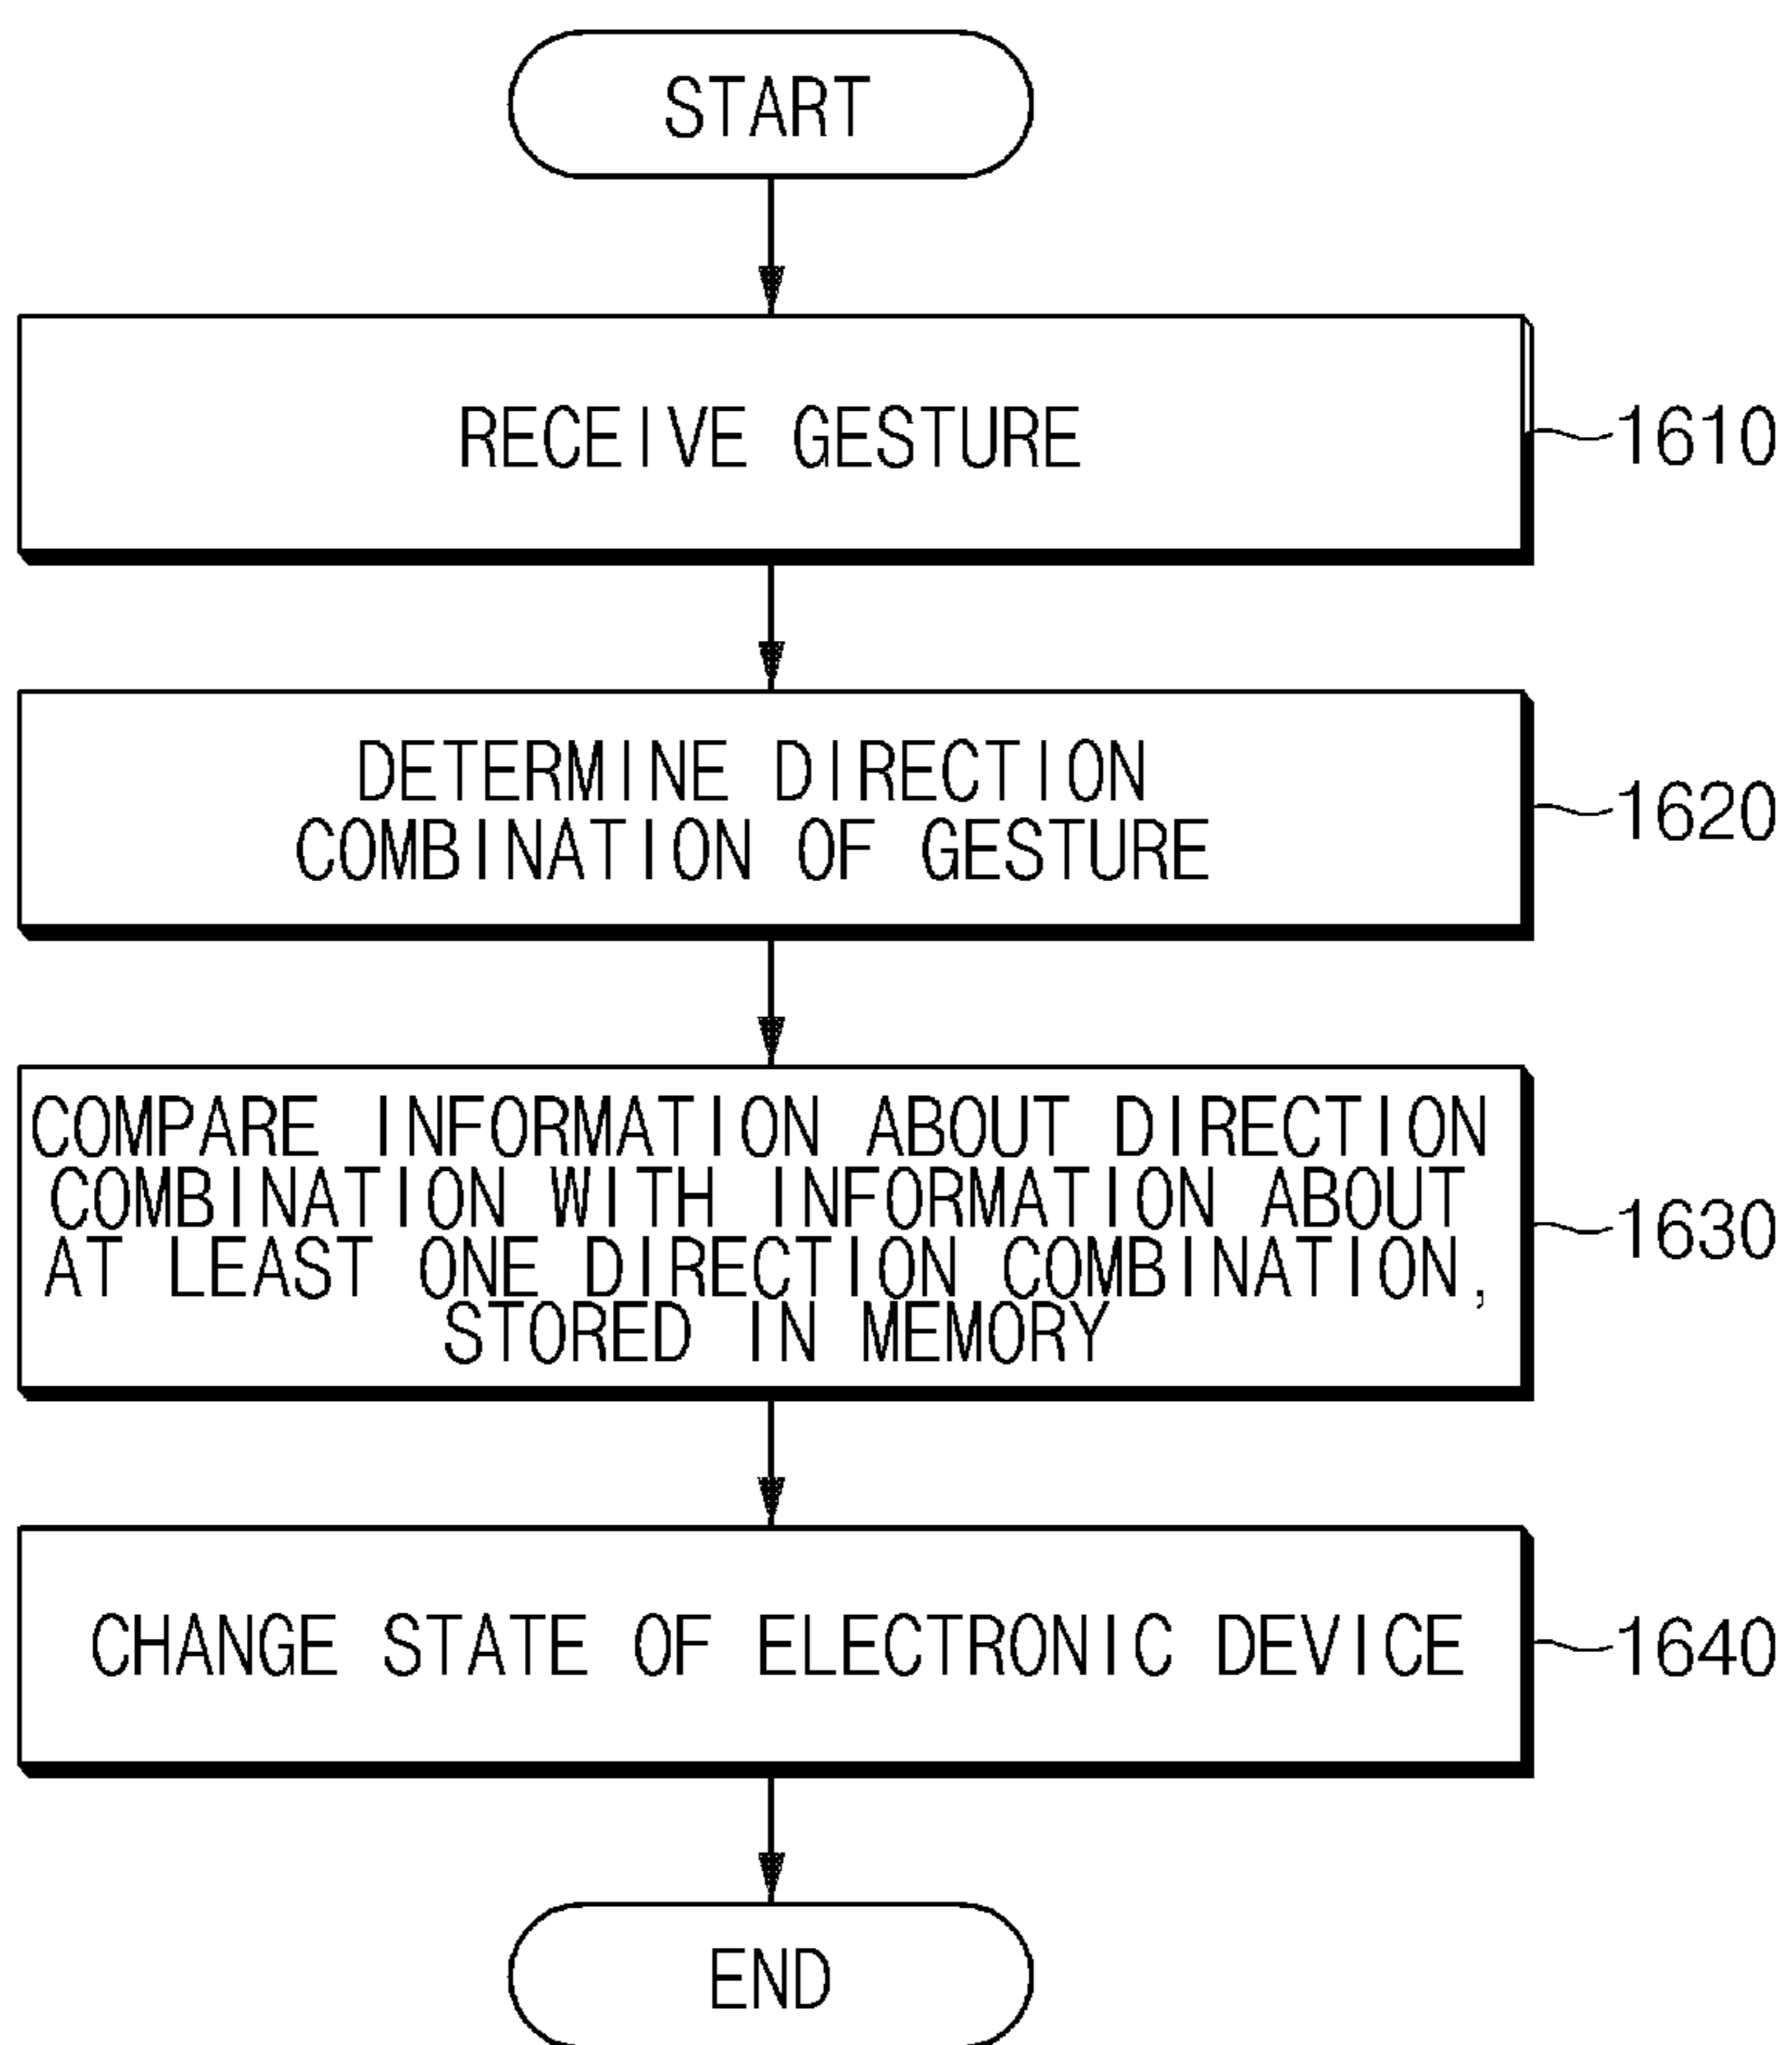 START
RECEIVE GESTURE
1610
DETERMINE DIRECTION
COMBINATION OF GESTURE
1620
COMPARE INFORMATION ABOUT DIRECTION
COMBINATION WITH INFORMATION ABOUT
AT LEAST ONE DIRECTION COMBINATION,
STORED IN MEMORY
1630
CHANGE STATE OF ELECTRONIC DEVICE
1640
END